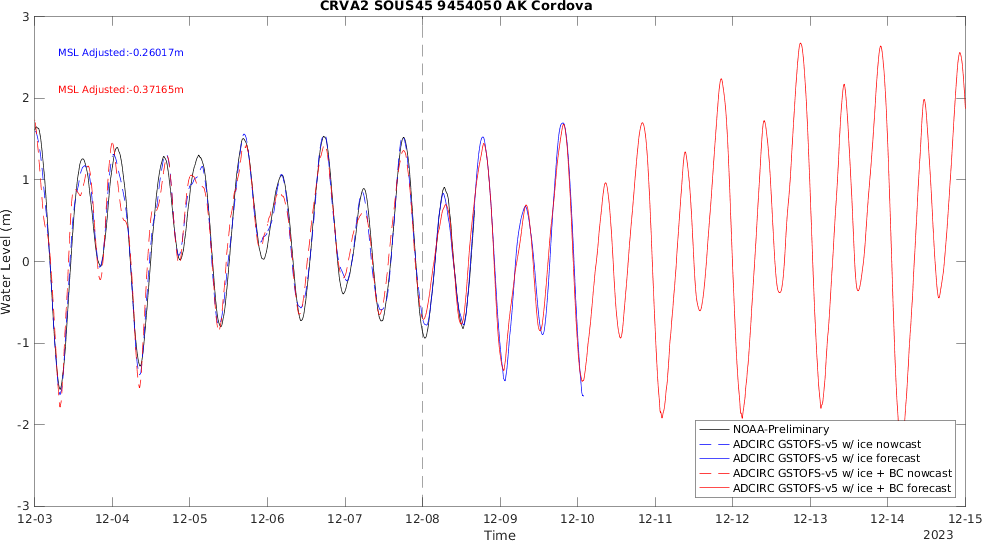 CRVA2 SOUS45 9454050 AK Cordova
MSL Adjusted:-0.26017m
MSL Adjusted:-0.37165m
Water Level (m)
3
2
1
0
-1
-2
-3
NOAA-Preliminary
ADCIRC GSTOFS-v5 w/ ice nowcast
ADCIRC GSTOFS-v5 w/ ice forecast
ADCIRC GSTOFS-v5 w/ ice + BC nowcast
ADCIRC GSTOFS-v5 w/ ice + BC forecast
12-03 12-04 12-05 12-06 12-07 12-08 12-09 12-10 12-11 12-12 12-13 12-14 12-15
Time
2023